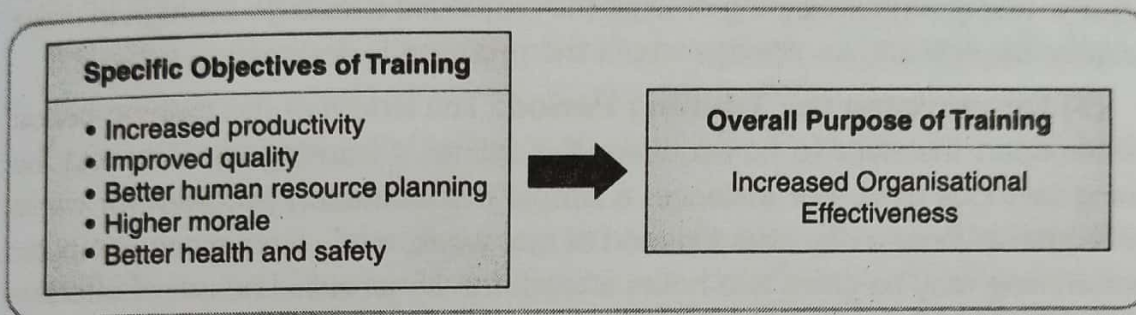 Specific Objectives of Training
• Increased productivity
• Improved quality
• Better human resource planning
• Higher morale
• Better health and safety
Overall Purpose of Training
Increased Organisational
Effectiveness